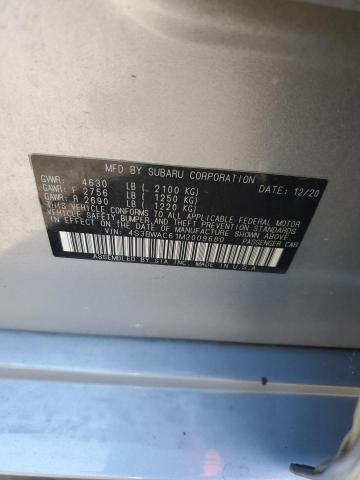 MFD BY SUBARU CORPORATION
GVWR: 4630 LB ( 2100 KG) DATE: 12/20
GAWR: F 2756 LB ( 1250 KG)
GAWR: R 2690 LB ( 1220 KG)
THIS VEHICLE CONFORMS TO ALL APPLICABLE FEDERAL MOTOR
VEHICLE SAFETY, BUMPER, AND THEFT PREVENTION STANDARDS
IN EFFECT ON THE DATE OF MANUFACTURE SHOWN ABOVE.
VIN: 4S3BWAC61M3009680 PASSENGER CAR
ASSEMBLED BY SIA INC. MADE IN U.S.A